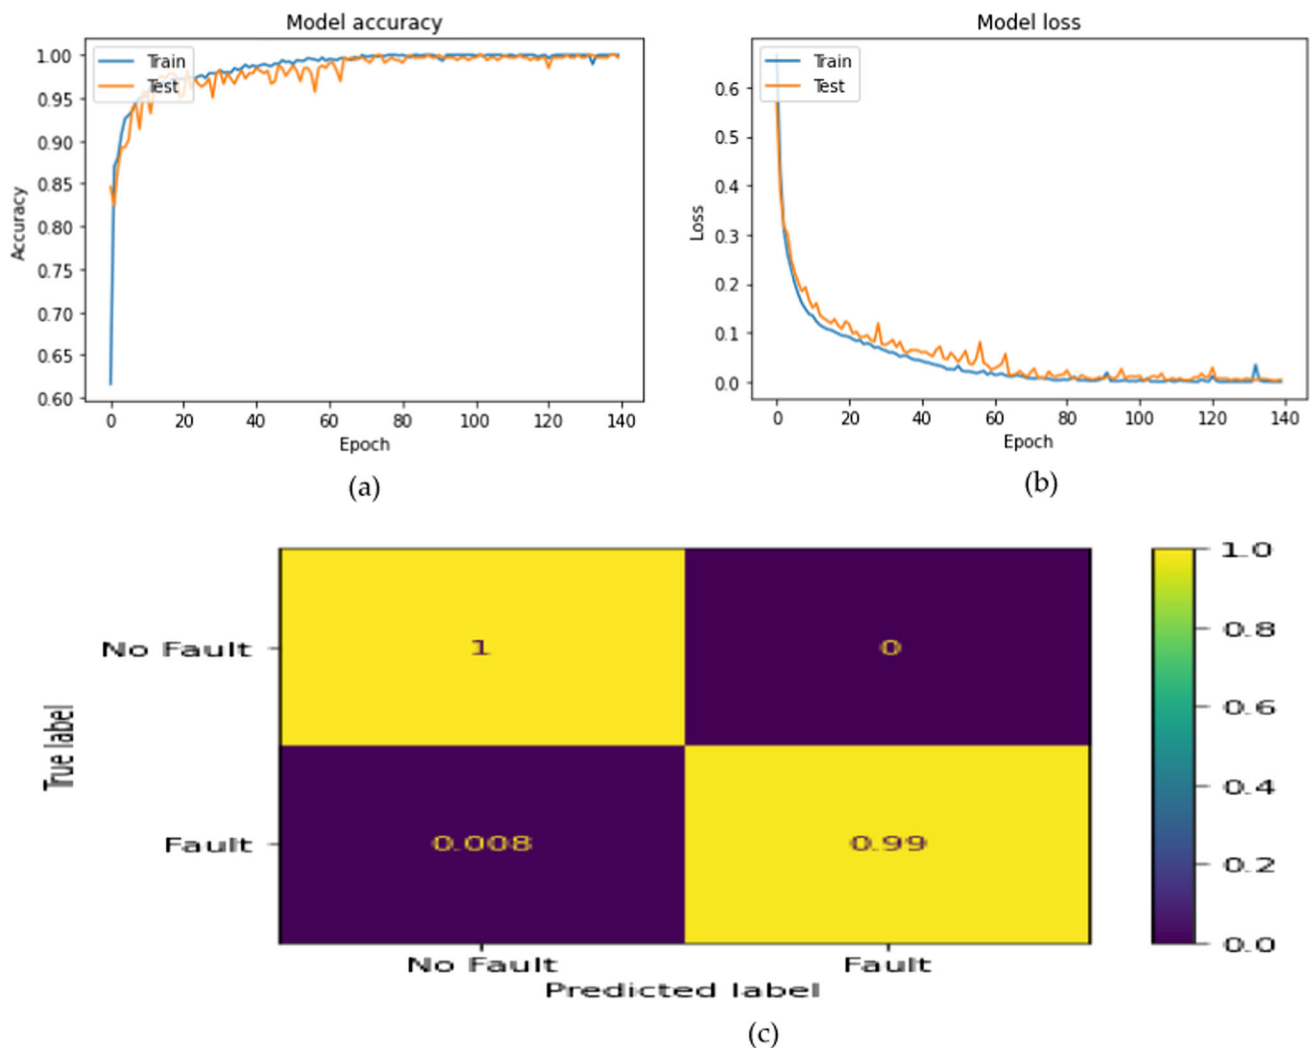 Model accuracy
Train
Test
1.00
0.95
0.90
0.85
0.80
0.75
0.70
0.65
0.60
Accuracy
0
20
40
60
80
100
120
140
Epoch
(a)
Model loss
Train
Test
0.6
0.5
0.4
0.3
0.2
0.1
0.0
Loss
0
20
40
60
80
100
120
140
Epoch
(b)
True label
No Fault
1
0
Fault
0.008
0.99
No Fault
Fault
Predicted label
1.0
0.8
0.6
0.4
0.2
0.0
(c)